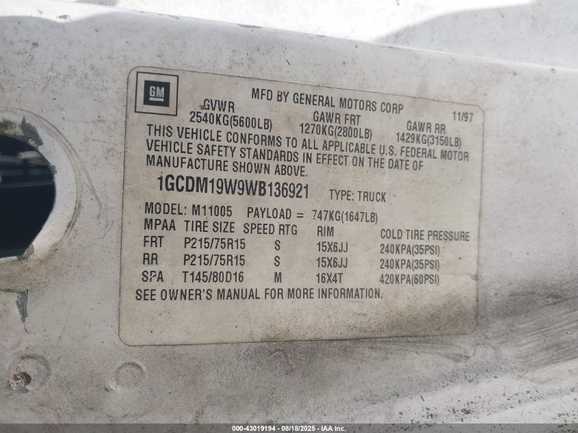 GM
MFD BY GENERAL MOTORS CORP 11/97
GVWR GAWR FRT GAWR RR
2540KG(5600LB) 1270KG(2800LB) 1429KG(3150LB)
THIS VEHICLE CONFORMS TO ALL APPLICABLE U.S. FEDERAL MOTOR
VEHICLE SAFETY STANDARDS IN EFFECT ON THE DATE OF
MANUFACTURE SHOWN ABOVE.
1GCDM19W9WB136921 TYPE: TRUCK
MODEL: M11005 PAYLOAD = 747KG(1647LB)
MPAA TIRE SIZE SPEED RTG RIM COLD TIRE PRESSURE
FRT P215/75R15 S 15X6JJ 240KPA(35PSI)
RR P215/75R15 S 15X6JJ 240KPA(35PSI)
SPA T145/80D16 M 16X4T 420KPA(60PSI)
SEE OWNER'S MANUAL FOR MORE INFORMATION.
000-43019194 - 08/18/2025 - IAA, Inc.